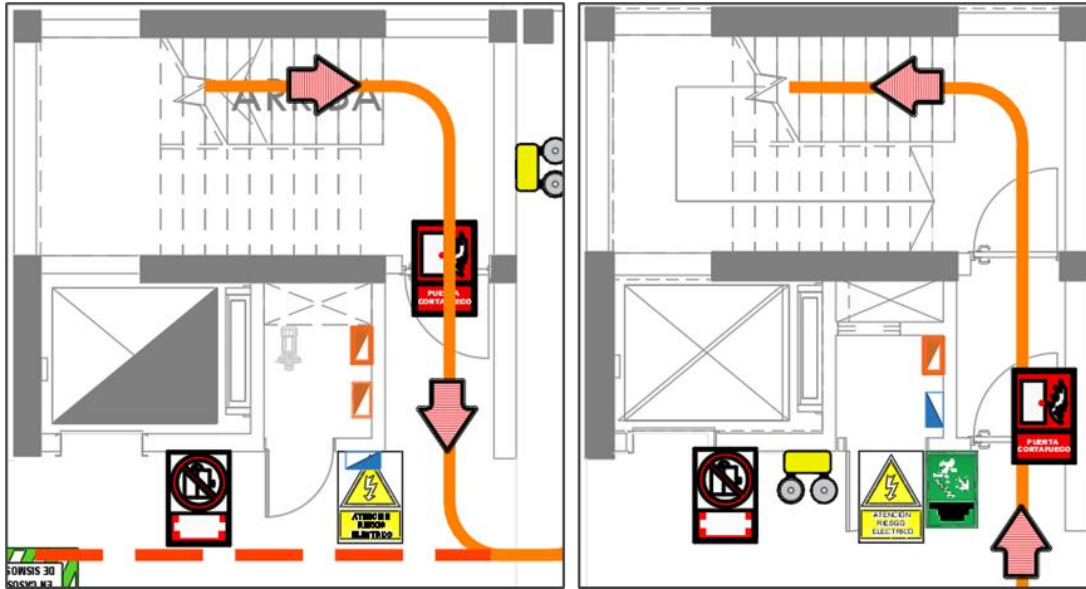 ARRIBA
PUERTA
CORTAFUEGO
ATENCION
RIESGO
ELECTRICO
EN CASOS
DE SISMOS
PUERTA
CORTAFUEGO
ATENCION
RIESGO
ELECTRICO